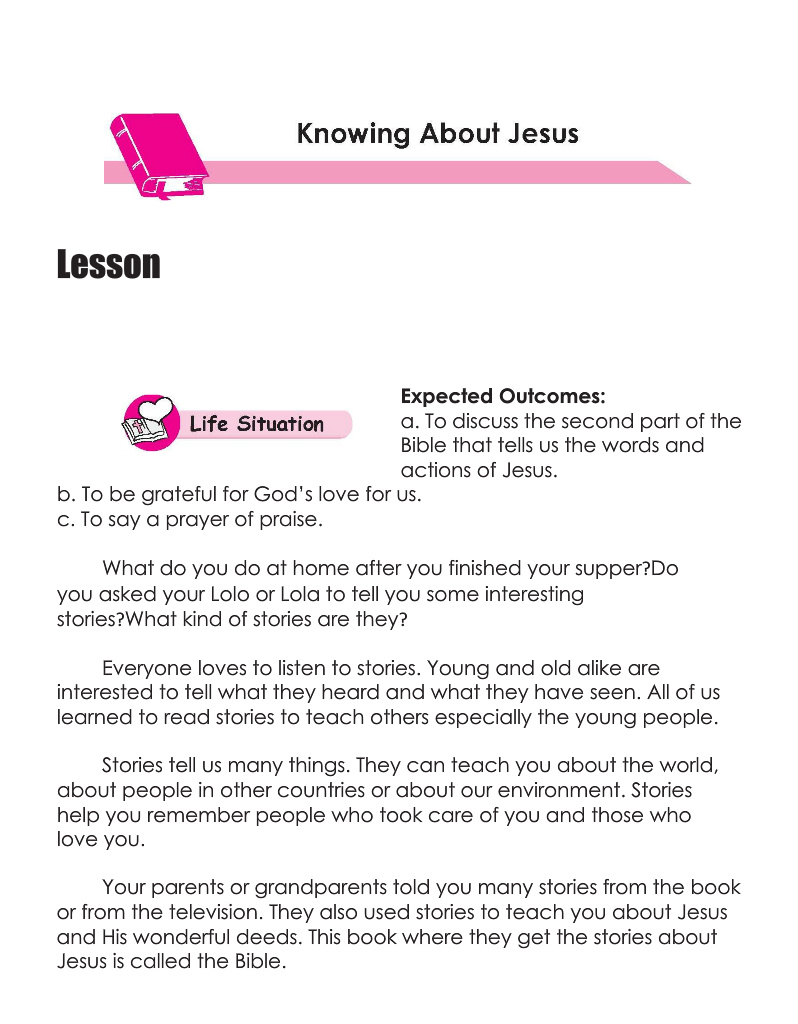 Knowing About Jesus
Lesson
Life Situation
Expected Outcomes:
a. To discuss the second part of the
Bible that tells us the words and
actions of Jesus.
b. To be grateful for God's love for us.
c. To say a prayer of praise.
What do you do at home after you finished your supper?Do
you asked your Lolo or Lola to tell you some interesting
stories?What kind of stories are they?
Everyone loves to listen to stories. Young and old alike are
interested to tell what they heard and what they have seen. All of us
learned to read stories to teach others especially the young people.
Stories tell us many things. They can teach you about the world,
about people in other countries or about our environment. Stories
help you remember people who took care of you and those who
love you.
Your parents or grandparents told you many stories from the book
or from the television. They also used stories to teach you about Jesus
and His wonderful deeds. This book where they get the stories about
Jesus is called the Bible.